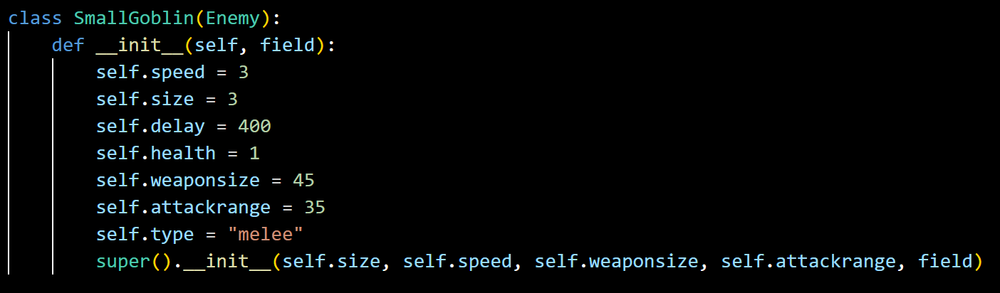 class SmallGoblin(Enemy):
    def __init__(self, field):
        self.speed = 3
        self.size = 3
        self.delay = 400
        self.health = 1
        self.weaponsize = 45
        self.attackrange = 35
        self.type = "melee"
        super().__init__(self.size, self.speed, self.weaponsize, self.attackrange, field)